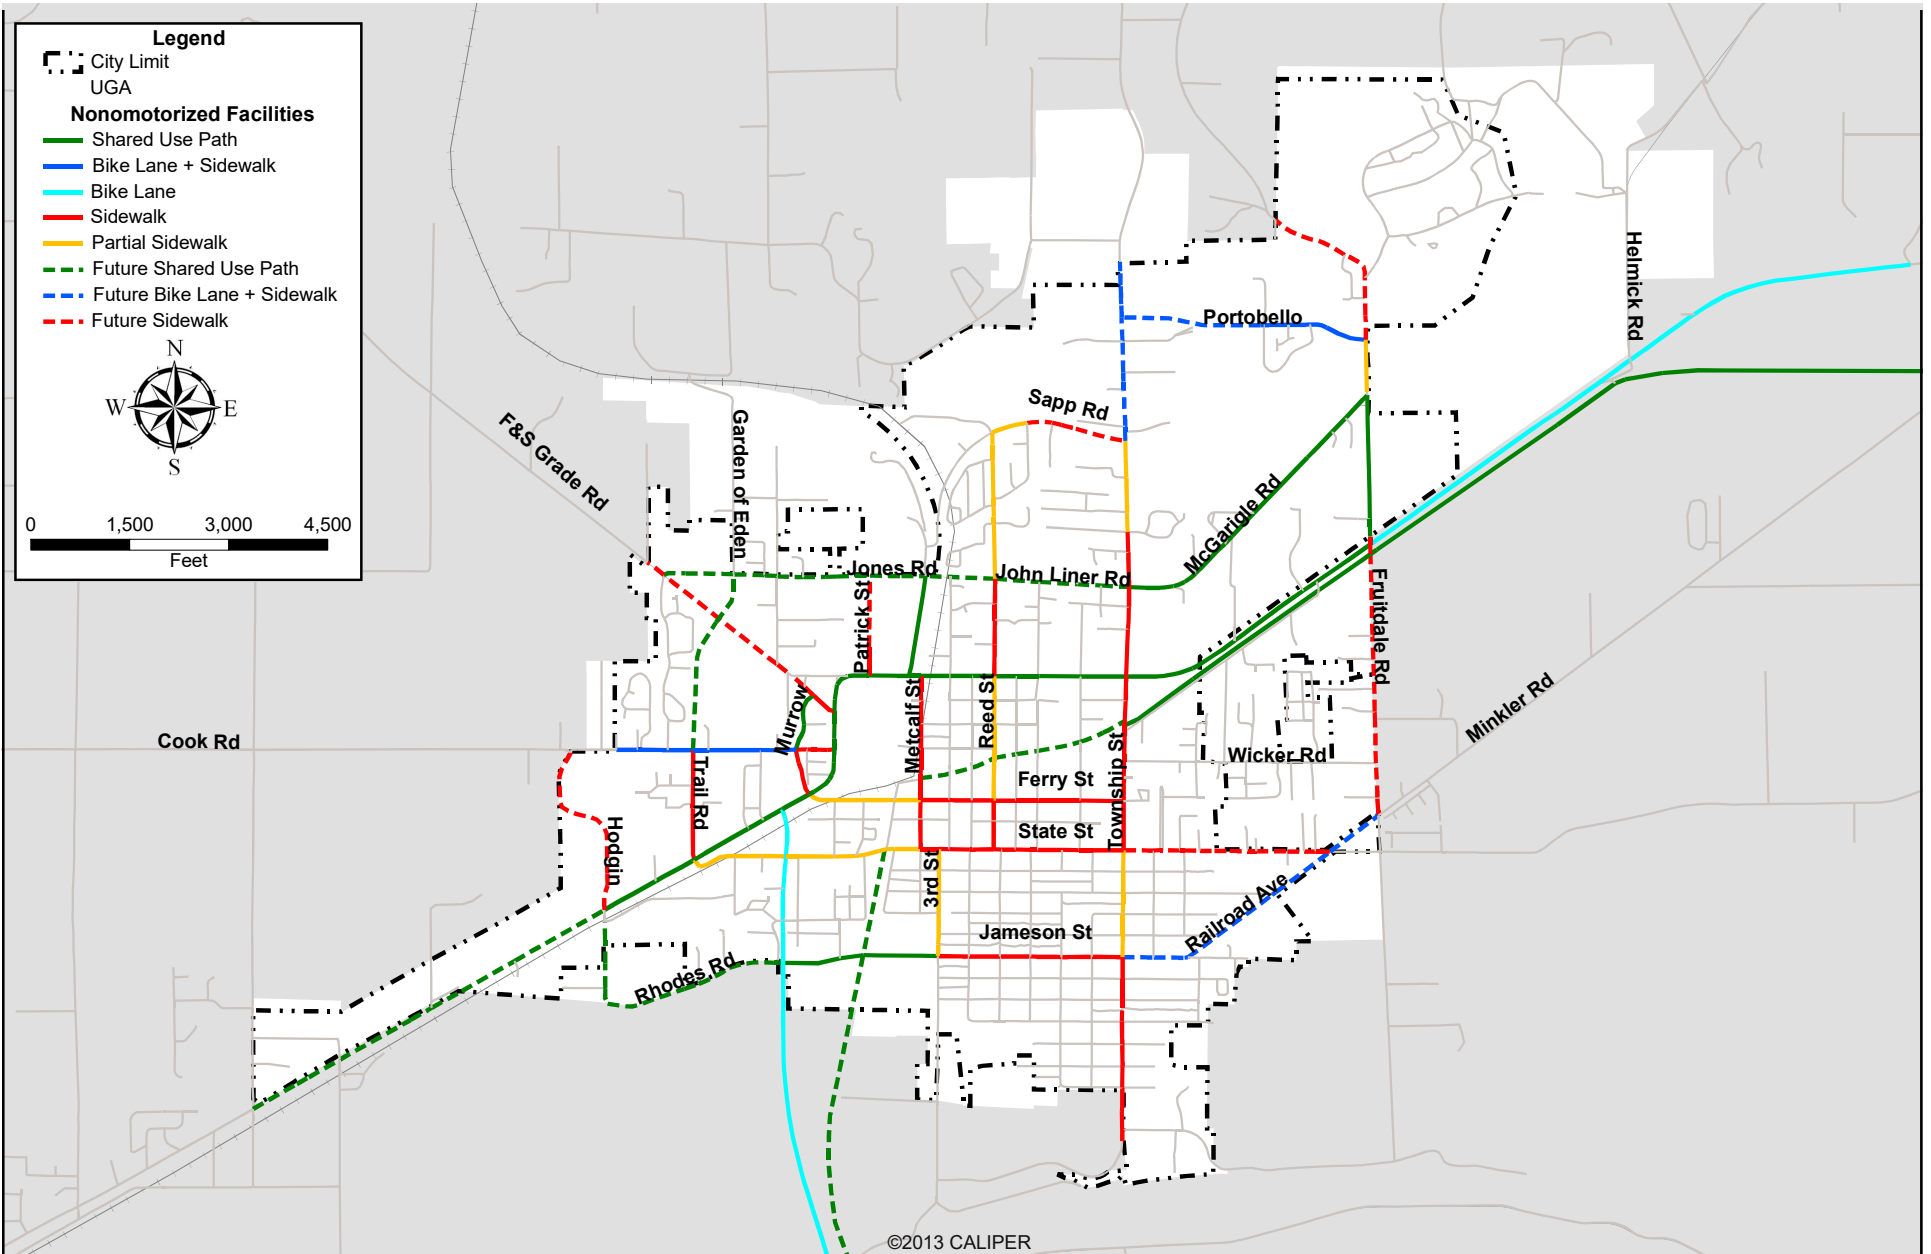 Legend
City Limit
UGA
Nonomotorized Facilities
Shared Use Path
Bike Lane + Sidewalk
Bike Lane
Sidewalk
Partial Sidewalk
Future Shared Use Path
Future Bike Lane + Sidewalk
Future Sidewalk
N
W E
S
0 1,500 3,000 4,500
Feet
Helmick Rd
Portobello
Sapp Rd
F&S Grade Rd
Garden of Eden
McGarigle Rd
Jones Rd
John Liner Rd
Patrick St
Fruitdale Rd
Minkler Rd
Murrow
Metcalf St
Reed St
Cook Rd
Township St
Wicker Rd
Trail Rd
Ferry St
State St
Hodgin
3rd St
Railroad Ave
Jameson St
Rhodes Rd
©2013 CALIPER